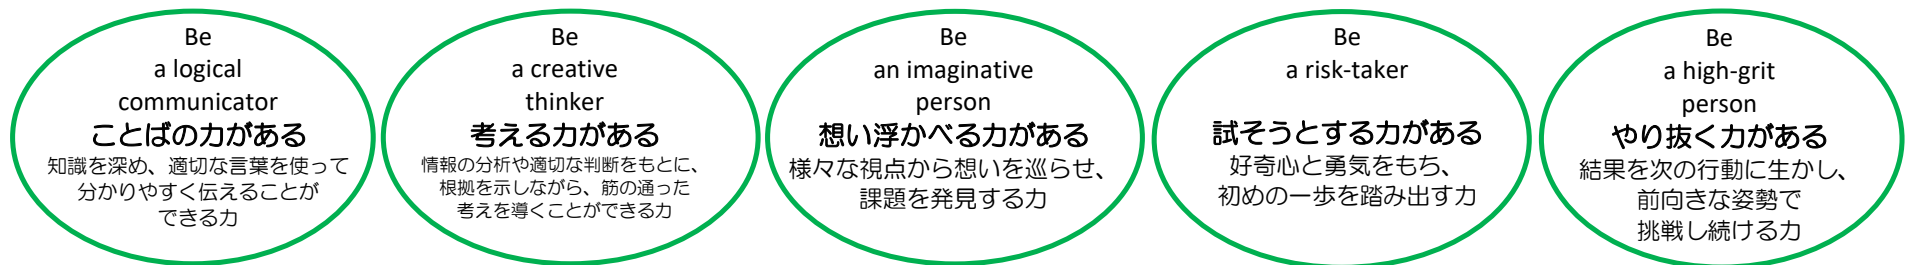 Be
a logical
communicator
ことばの力がある
知識を深め、適切な言葉を使って
分かりやすく伝えることが
できる力
Be
a creative
thinker
考える力がある
情報の分析や適切な判断をもとに、
根拠を示しながら、筋の通った
考えを導くことができる力
Be
an imaginative
person
想い浮かべる力がある
様々な視点から想いを巡らせ、
課題を発見する力
Be
a risk-taker
試そうとする力がある
好奇心と勇気をもち、
初めの一歩を踏み出す力
Be
a high-grit
person
やり抜く力がある
結果を次の行動に生かし、
前向きな姿勢で
挑戦し続ける力